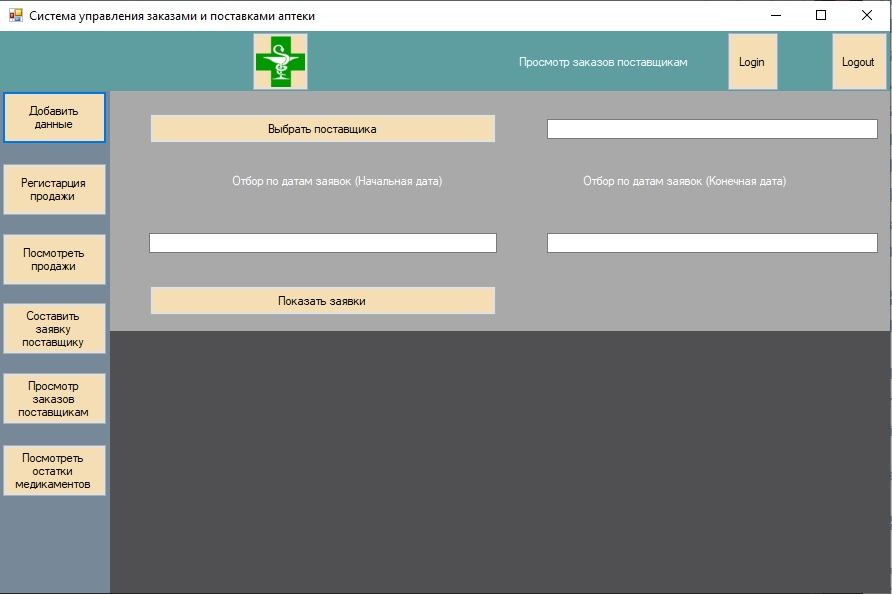 Система управления заказами и поставками аптеки
Просмотр заказов поставщикам
Login
Logout
Добавить
данные
Регистарция
продажи
Посмотреть
продажи
Составить
заявку
поставщику
Просмотр
заказов
поставщикам
Посмотреть
остатки
медикаментов
Выбрать поставщика
Отбор по датам заявок (Начальная дата)
Отбор по датам заявок (Конечная дата)
Показать заявки